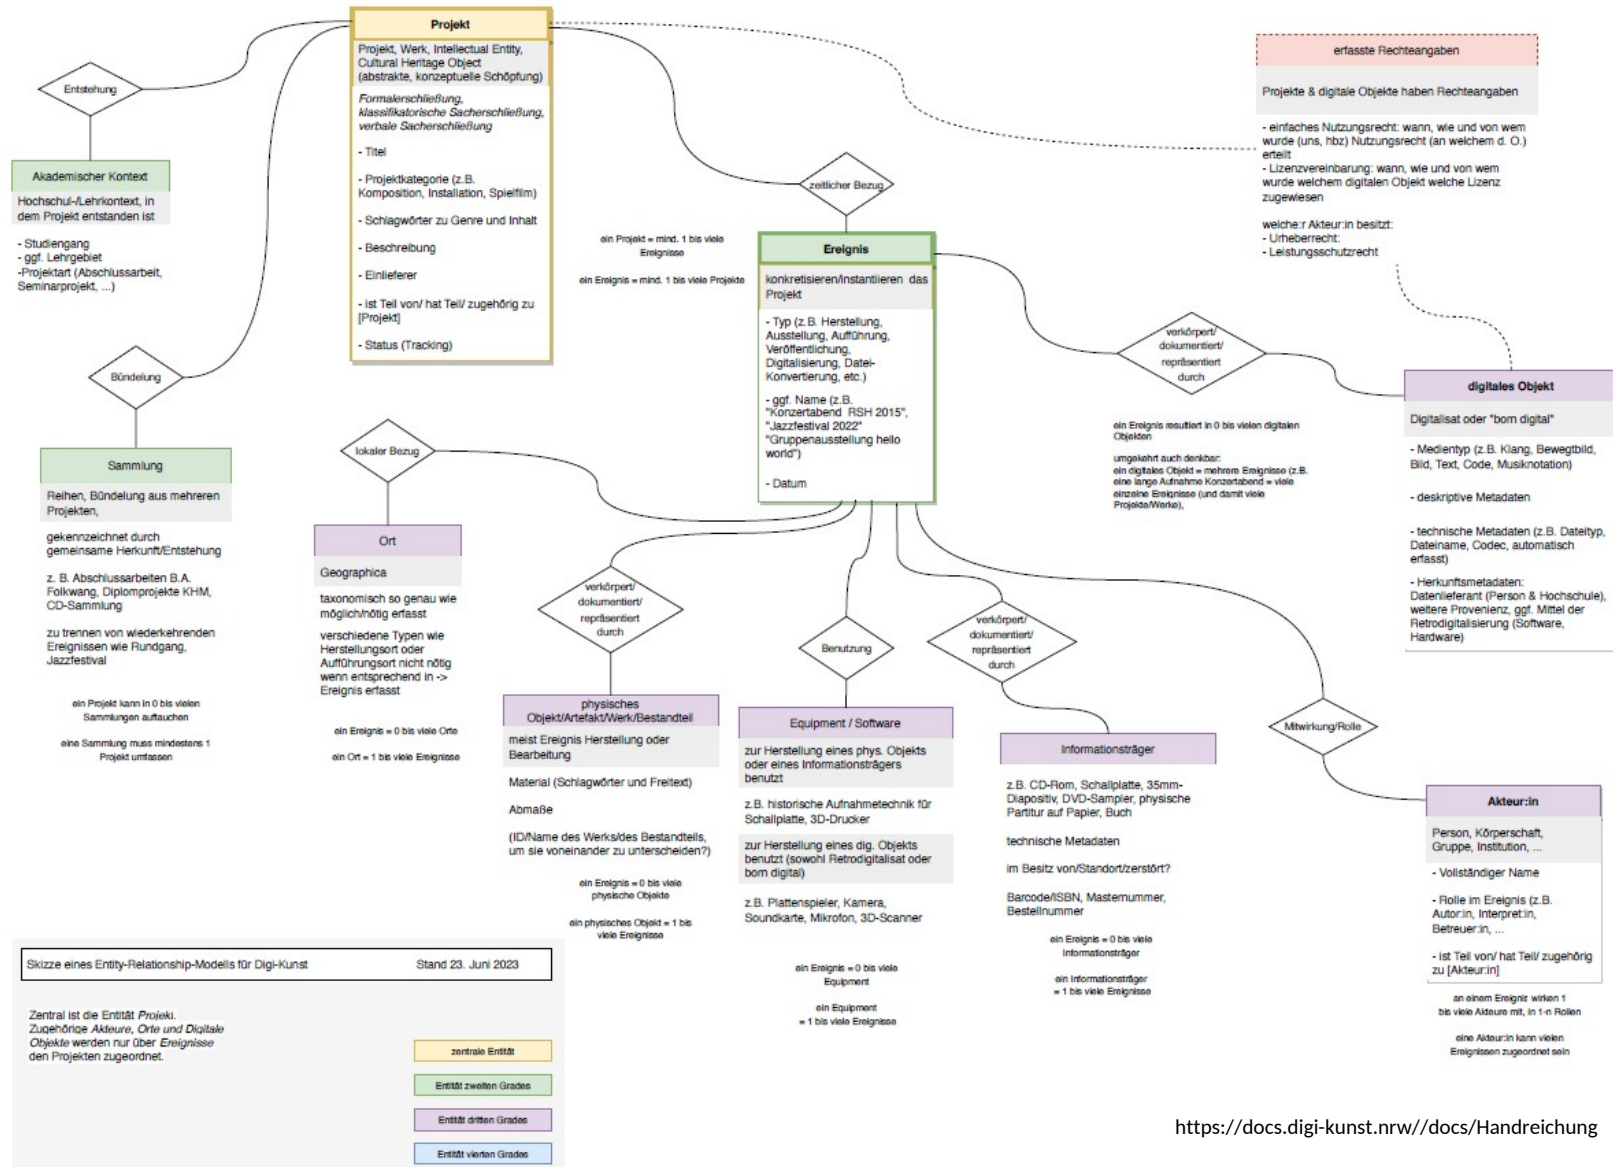 Projekt
Projekt, Werk, Intellectual Entity,
Cultural Heritage Object
(abstrakte, konzeptuelle Schöpfung)
Formalerschließung,
klassifikatorische Sacherschließung,
verbale Sacherschließung
- Titel
- Projektkategorie (z.B.
Komposition, Installation, Spielfilm)
- Schlagwörter zu Genre und Inhalt
- Beschreibung
- Einlieferer
- ist Teil von/ hat Teil/ zugehörig zu
[Projekt]
- Status (Tracking)
Entstehung
Akademischer Kontext
Hochschul-/Lehrkontext, in
dem Projekt entstanden ist
- Studiengang
- ggf. Lehrgebiet
-Projektart (Abschlussarbeit,
Seminarprojekt, ...)
Bündelung
Sammlung
Reihen, Bündelung aus mehreren
Projekten,
gekennzeichnet durch
gemeinsame Herkunft/Entstehung
z. B. Abschlussarbeiten B.A.
Folkwang, Diplomprojekte KHM,
CD-Sammlung
zu trennen von wiederkehrenden
Ereignissen wie Rundgang,
Jazzfestival
ein Projekt kann in 0 bis vielen
Sammlungen auftauchen
eine Sammlung muss mindestens 1
Projekt umfassen
zeitlicher Bezug
ein Projekt = mind. 1 bis viele
Ereignisse
ein Ereignis = mind. 1 bis viele Projekte
Ereignis
konkretisieren/instantiieren das
Projekt
- Typ (z.B. Herstellung,
Ausstellung, Aufführung,
Veröffentlichung,
Digitalisierung, Datei-
Konvertierung, etc.)
- ggf. Name (z.B.
"Konzertabend RSH 2015",
"Jazzfestival 2022"
"Gruppenausstellung hello
world")
- Datum
erfasste Rechteangaben
Projekte & digitale Objekte haben Rechteangaben
- einfaches Nutzungsrecht: wann, wie und von wem
wurde (uns, hbz) Nutzungsrecht (an welchem d. O.)
erteilt
- Lizenzvereinbarung: wann, wie und von wem
wurde welchem digitalen Objekt welche Lizenz
zugewiesen
welche:r Akteur:in besitzt:
- Urheberrecht:
- Leistungsschutzrecht
verkörpert/
dokumentiert/
repräsentiert
durch
ein Ereignis resultiert in 0 bis vielen digitalen
Objekten
umgekehrt auch denkbar:
ein digitales Objekt = mehrere Ereignisse (z.B.
eine lange Aufnahme Konzertabend = viele
einzelne Ereignisse (und damit viele
Projekte/Werke),
digitales Objekt
Digitalisat oder "born digital"
- Medientyp (z.B. Klang, Bewegtbild,
Bild, Text, Code, Musiknotation)
- deskriptive Metadaten
- technische Metadaten (z.B. Dateityp,
Dateiname, Codec, automatisch
erfasst)
- Herkunftsmetadaten:
Datenlieferant (Person & Hochschule),
weitere Provenienz, ggf. Mittel der
Retrodigitalisierung (Software,
Hardware)
lokaler Bezug
Ort
Geographica
taxonomisch so genau wie
möglich/nötig erfasst
verschiedene Typen wie
Herstellungsort oder
Aufführungsort nicht nötig
wenn entsprechend in ->
Ereignis erfasst
ein Ereignis = 0 bis viele Orte
ein Ort = 1 bis viele Ereignisse
verkörpert/
dokumentiert/
repräsentiert
durch
physisches
Objekt/Artefakt/Werk/Bestandteil
meist Ereignis Herstellung oder
Bearbeitung
Material (Schlagwörter und Freitext)
Abmaße
(ID/Name des Werks/des Bestandteils,
um sie voneinander zu unterscheiden?)
ein Ereignis = 0 bis viele
physische Objekte
ein physisches Objekt = 1 bis
viele Ereignisse
Benutzung
Equipment / Software
zur Herstellung eines phys. Objekts
oder eines Informationsträgers
benutzt
z.B. historische Aufnahmetechnik für
Schallplatte, 3D-Drucker
zur Herstellung eines dig. Objekts
benutzt (sowohl Retrodigitalisat oder
born digital)
z.B. Plattenspieler, Kamera,
Soundkarte, Mikrofon, 3D-Scanner
ein Ereignis = 0 bis viele
Equipment
ein Equipment
= 1 bis viele Ereignisse
verkörpert/
dokumentiert/
repräsentiert
durch
Informationsträger
z.B. CD-Rom, Schallplatte, 35mm-
Diapositiv, DVD-Sampler, physische
Partitur auf Papier, Buch
technische Metadaten
im Besitz von/Standort/zerstört?
Barcode/ISBN, Masternummer,
Bestellnummer
ein Ereignis = 0 bis viele
Informationsträger
ein Informationsträger
= 1 bis viele Ereignisse
Mitwirkung/Rolle
Akteur:in
Person, Körperschaft,
Gruppe, Institution, ...
- Vollständiger Name
- Rolle im Ereignis (z.B.
Autor:in, Interpret:in,
Betreuer:in, ...
- ist Teil von/ hat Teil/ zugehörig
zu [Akteur:in]
an einem Ereignis wirken 1
bis viele Akteure mit, in 1-n Rollen
eine Akteur:in kann vielen
Ereignissen zugeordnet sein
Skizze eines Entity-Relationship-Modells für Digi-Kunst Stand 23. Juni 2023
Zentral ist die Entität Projekt.
Zugehörige Akteure, Orte und Digitale
Objekte werden nur über Ereignisse
den Projekten zugeordnet.
zentrale Entität
Entität zweiten Grades
Entität dritten Grades
Entität vierten Grades
https://docs.digi-kunst.nrw//docs/Handreichung